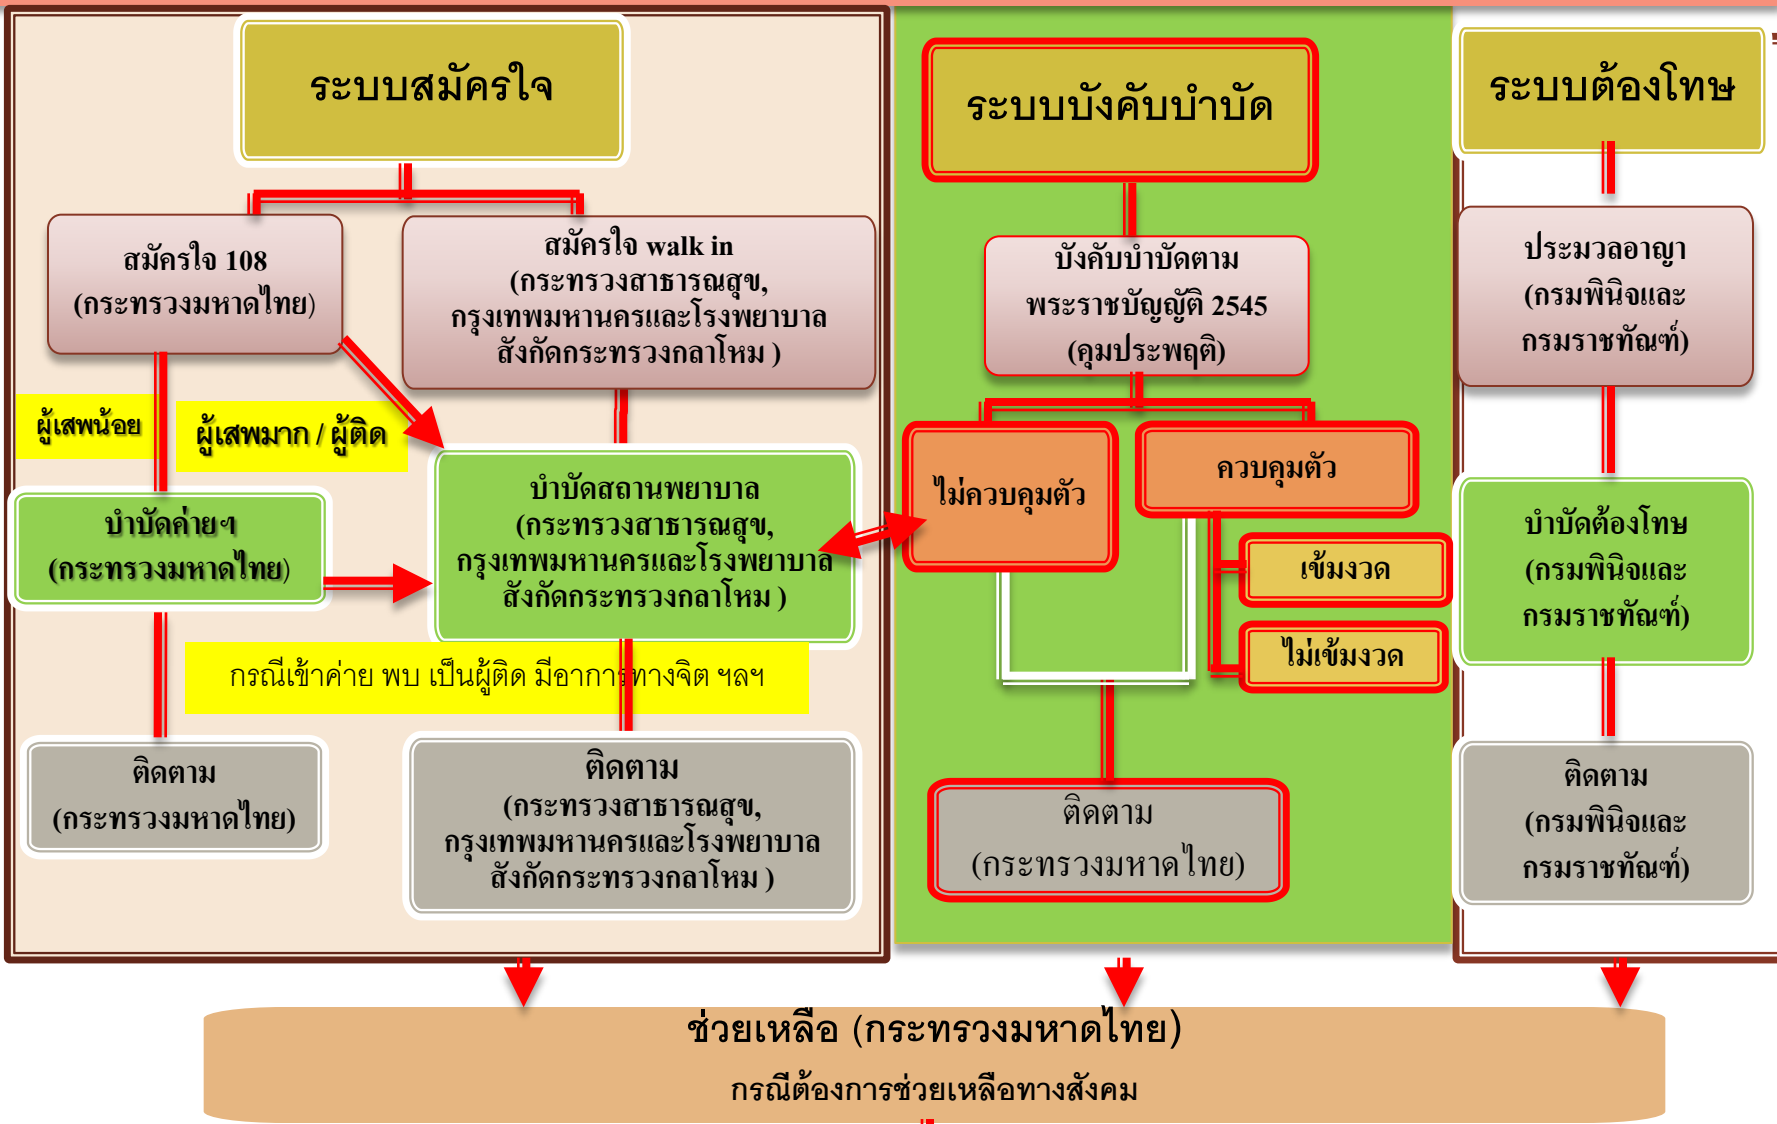 ระบบสมัครใจ
ระบบบังคับบำบัด
ระบบต้องโทษ
สมัครใจ 108
(กระทรวงมหาดไทย)
สมัครใจ walk in
(กระทรวงสาธารณสุข,
กรุงเทพมหานครและโรงพยาบาล
สังกัดกระทรวงกลาโหม )
บังคับบำบัดตาม
พระราชบัญญัติ 2545
(คุมประพฤติ)
ประมวลอาญา
(กรมพินิจและ
กรมราชทัณฑ์)
ผู้เสพน้อย
ผู้เสพมาก / ผู้ติด
บำบัดค่ายฯ
(กระทรวงมหาดไทย)
บำบัดสถานพยาบาล
(กระทรวงสาธารณสุข,
กรุงเทพมหานครและโรงพยาบาล
สังกัดกระทรวงกลาโหม )
ไม่ควบคุมตัว
ควบคุมตัว
เข้มงวด
ไม่เข้มงวด
บำบัดต้องโทษ
(กรมพินิจและ
กรมราชทัณฑ์)
กรณีเข้าค่าย พบ เป็นผู้ติด มีอาการทางจิต ฯลฯ
ติดตาม
(กระทรวงมหาดไทย)
ติดตาม
(กระทรวงสาธารณสุข,
กรุงเทพมหานครและโรงพยาบาล
สังกัดกระทรวงกลาโหม )
ติดตาม
(กระทรวงมหาดไทย)
ติดตาม
(กรมพินิจและ
กรมราชทัณฑ์)
ช่วยเหลือ (กระทรวงมหาดไทย)
กรณีต้องการช่วยเหลือทางสังคม